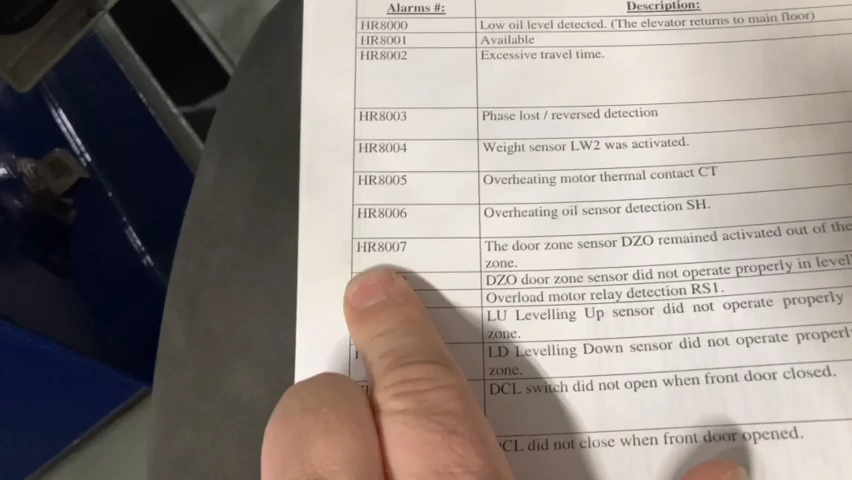 Alarms #: Description:
HR8000 Low oil level detected. (The elevator returns to main floor)
HR8001 Available
HR8002 Excessive travel time.
HR8003 Phase lost / reversed detection
HR8004 Weight sensor LW2 was activated.
HR8005 Overheating motor thermal contact CT
HR8006 Overheating oil sensor detection SH.
HR8007 The door zone sensor DZO remained activated out of the
zone.
DZO door zone sensor did not operate properly in
Overload motor relay detection RS1.
LU Levelling Up sensor did not operate properly
zone.
LD Levelling Down sensor did not operate
zone.
DCL switch did not open when front door closed.
did not close when front door opened.